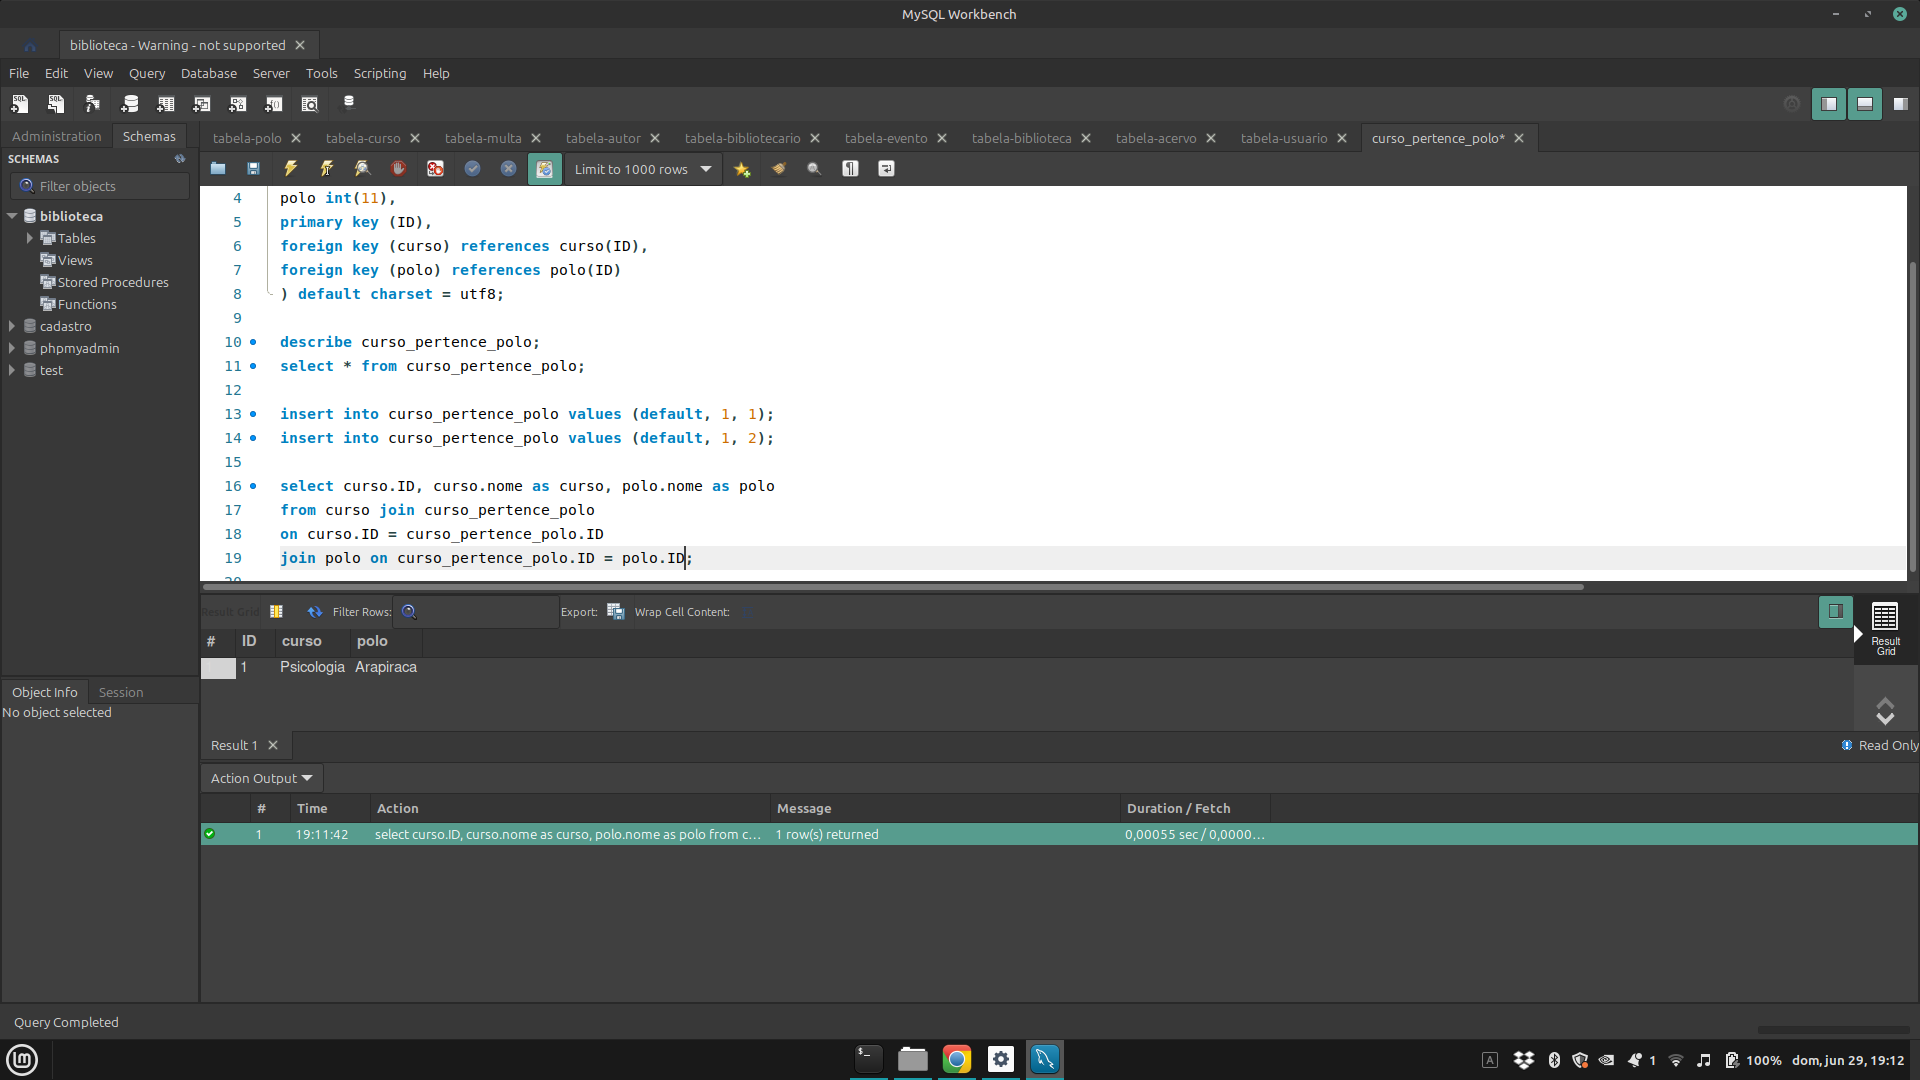 MySQL Workbench
biblioteca - Warning - not supported
File Edit View Query Database Server Tools Scripting Help
Administration Schemas
tabela-polo tabela-curso tabela-multa tabela-autor tabela-bibliotecario tabela-evento tabela-biblioteca tabela-acervo tabela-usuario curso_pertence_polo*
SCHEMAS
Limit to 1000 rows
Filter objects
biblioteca
Tables
Views
Stored Procedures
Functions
cadastro
phpmyadmin
test
4 polo int(11),
5 primary key (ID),
6 foreign key (curso) references curso(ID),
7 foreign key (polo) references polo(ID)
8 ) default charset = utf8;
9
10 describe curso_pertence_polo;
11 select * from curso_pertence_polo;
12
13 insert into curso_pertence_polo values (default, 1, 1);
14 insert into curso_pertence_polo values (default, 1, 2);
15
16 select curso.ID, curso.nome as curso, polo.nome as polo
17 from curso join curso_pertence_polo
18 on curso.ID = curso_pertence_polo.ID
19 join polo on curso_pertence_polo.ID = polo.ID;
20
Result Grid Filter Rows: Export: Wrap Cell Content:
# ID curso polo
1 Psicologia Arapiraca
Result Grid
Object Info Session
No object selected
Result 1
Read Only
Action Output
# Time Action Message Duration / Fetch
1 19:11:42 select curso.ID, curso.nome as curso, polo.nome as polo from c... 1 row(s) returned 0,00055 sec / 0,0000...
Query Completed
A 1 100% dom, jun 29, 19:12